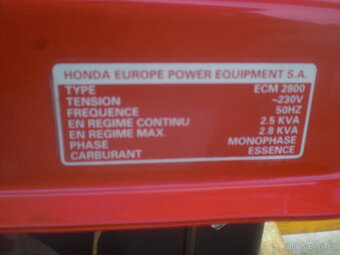 HONDA EUROPE POWER EQUIPMENT S.A.
TYPE ECM 2800
TENSION ~230V
FREQUENCE 50HZ
EN REGIME CONTINU 2.5 KVA
EN REGIME MAX. 2.8 KVA
PHASE MONOPHASE
CARBURANT ESSENCE